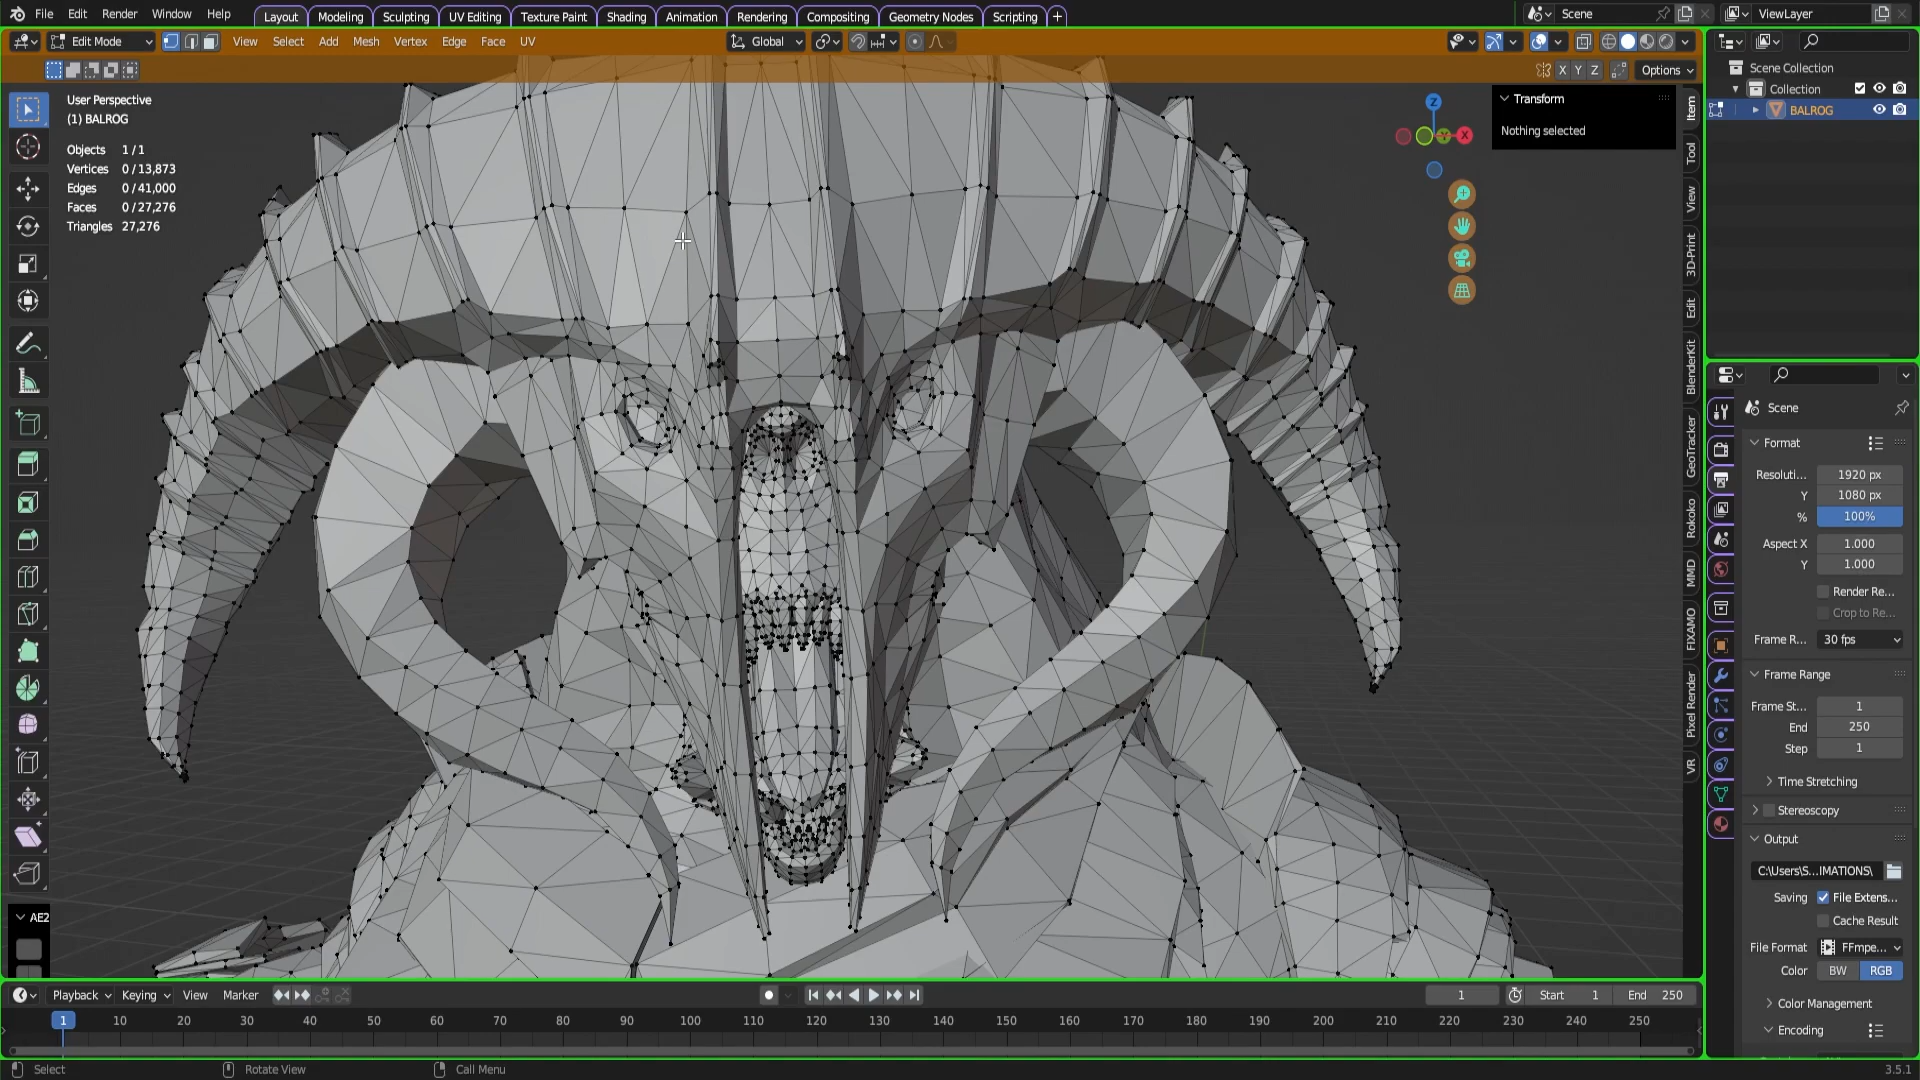 File Edit Render Window Help Layout Modeling Sculpting UV Editing Texture Paint Shading Animation Rendering Compositing Geometry Nodes Scripting + Scene ViewLayer
Edit Mode View Select Add Mesh Vertex Edge Face UV Global
X Y Z Options
Scene Collection
Collection
BALROG
User Perspective
(1) BALROG
Objects 1/1
Vertices 0/13,873
Edges 0/41,000
Faces 0/27,276
Triangles 27,276
Z
Y
X
Transform
Nothing selected
Item
Tool
View
3D-Print
Edit
BlenderKit
GeoTracker
Rokoko
MMD
FIXAMO
Pixel Render
VR
AE2
Scene
Format
Resoluti... 1920 px
Y 1080 px
% 100%
Aspect X 1.000
Y 1.000
Render Re...
Crop to Re...
Frame R... 30 fps
Frame Range
Frame St... 1
End 250
Step 1
Time Stretching
Stereoscopy
Output
C:\Users\S...IMATIONS\
Saving File Extens...
Cache Result
File Format FFmpe...
Color BW RGB
Color Management
Encoding
Playback Keying View Marker 1 Start 1 End 250
1 10 20 30 40 50 60 70 80 90 100 110 120 130 140 150 160 170 180 190 200 210 220 230 240 250
Select Rotate View Call Menu 3.5.1